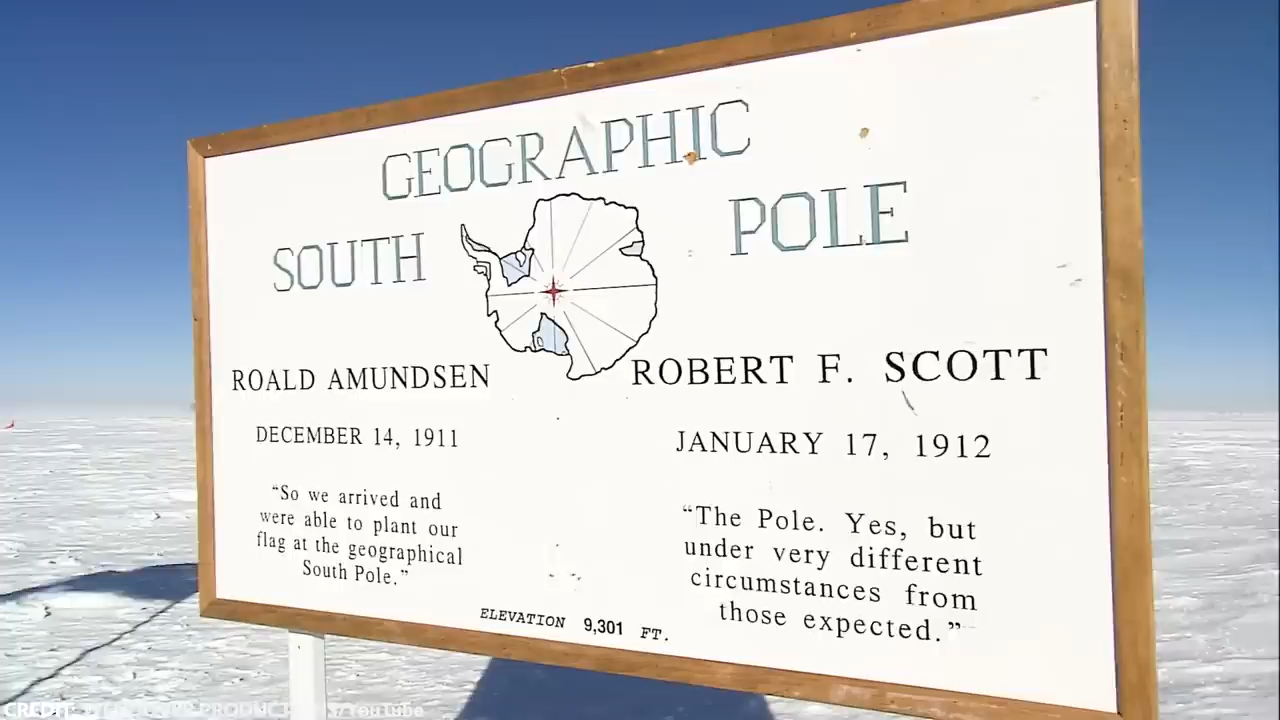 GEOGRAPHIC
SOUTH POLE
ROALD AMUNDSEN
DECEMBER 14, 1911
“So we arrived and
were able to plant our
flag at the geographical
South Pole.”
ROBERT F. SCOTT
JANUARY 17, 1912
“The Pole. Yes, but
under very different
circumstances from
those expected.”
ELEVATION 9,301 FT.
CREDIT: /YouTube